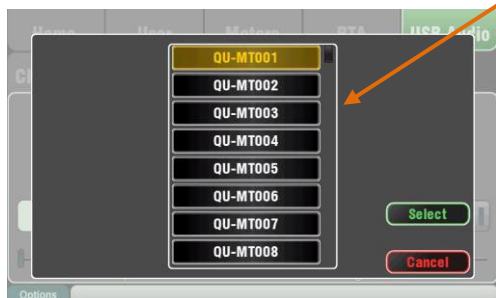 Home User Meters RTA USB Audio
QU-MT001
QU-MT002
QU-MT003
QU-MT004
QU-MT005
QU-MT006
QU-MT007
QU-MT008
Select
Cancel
Options